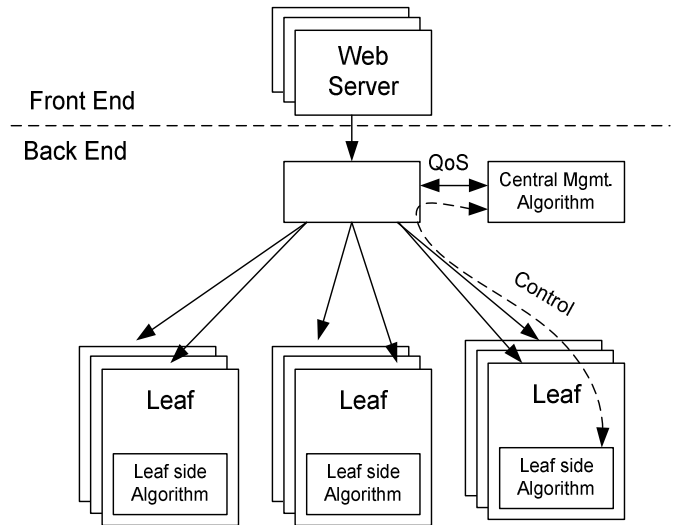 Web
Server
Front End
Back End
QoS
Central Mgmt.
Algorithm
Control
Leaf
Leaf side
Algorithm
Leaf
Leaf side
Algorithm
Leaf
Leaf side
Algorithm